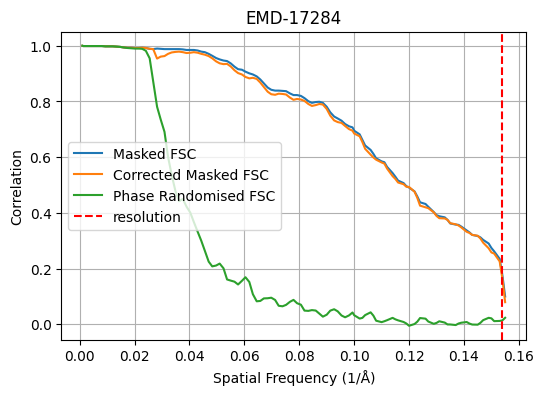 EMD-17284
Correlation
1.0
0.8
0.6
0.4
0.2
0.0
Masked FSC
Corrected Masked FSC
Phase Randomised FSC
resolution
0.00 0.02 0.04 0.06 0.08 0.10 0.12 0.14 0.16
Spatial Frequency (1/Å)